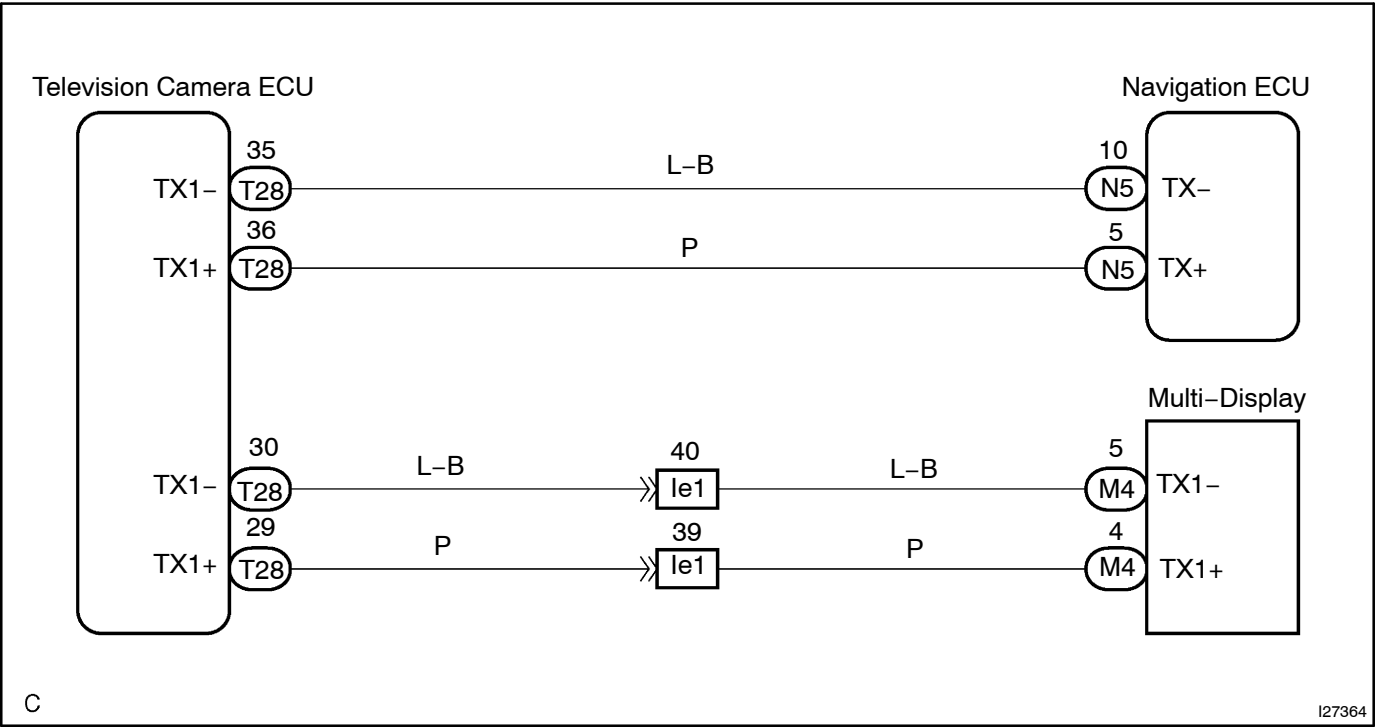 Television Camera ECU
Navigation ECU
35
L−B
10
TX1−
T28
N5
TX−
36
P
5
TX1+
T28
N5
TX+
Multi−Display
30
L−B
40
L−B
5
TX1−
T28
Ie1
M4
TX1−
29
P
39
P
4
TX1+
T28
Ie1
M4
TX1+
C
I27364